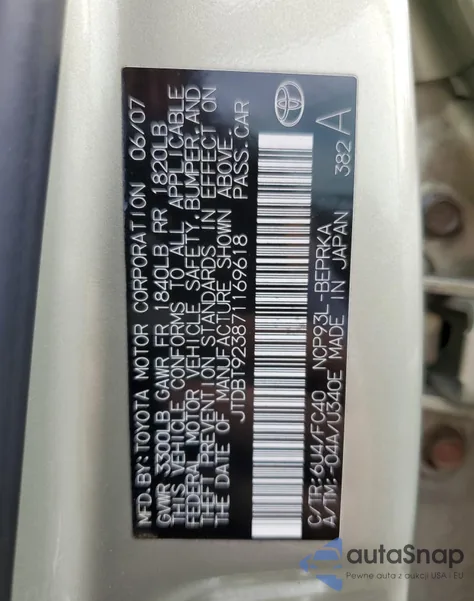 MFD. BY: TOYOTA MOTOR CORPORATION 06/07
GVWR 3300LB GAWR FR 1840LB RR 1820LB
THIS VEHICLE CONFORMS TO ALL APPLICABLE
FEDERAL MOTOR VEHICLE SAFETY, BUMPER, AND
THEFT PREVENTION STANDARDS IN EFFECT ON
THE DATE OF MANUFACTURE SHOWN ABOVE.
JTDBT923871169618 PASS. CAR
C/TR: 6U4/FC40 NCP93L-BEPRKA
A/TM: -04A/U340E MADE IN JAPAN
382 A
autoSnap
Pewne auta z aukcji USA i EU